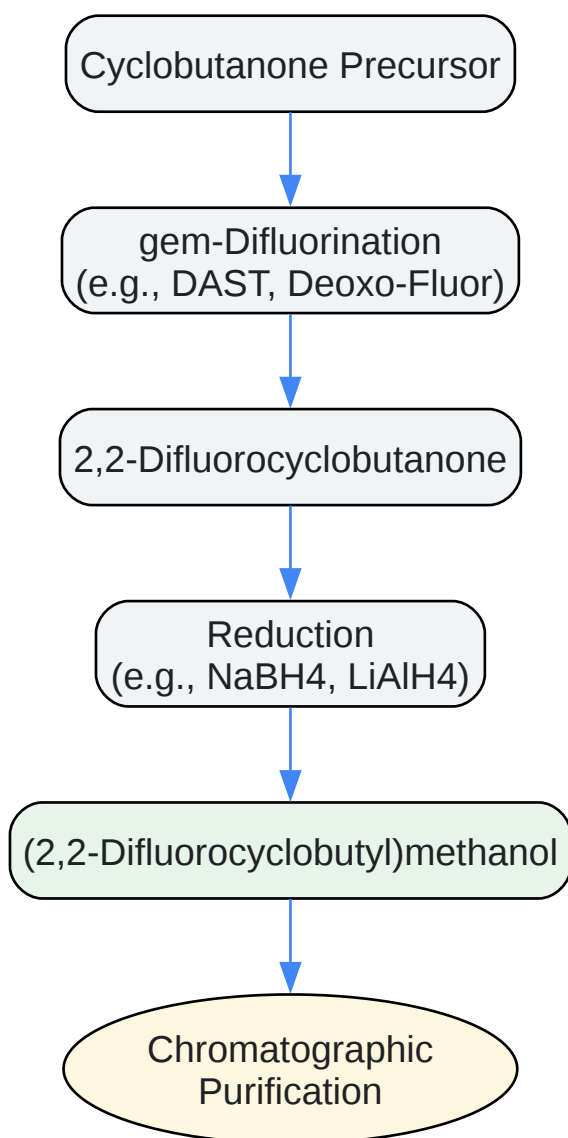 Cyclobutanone Precursor
gem-Difluorination
(e.g., DAST, Deoxo-Fluor)
2,2-Difluorocyclobutanone
Reduction
(e.g., NaBH4, LiAlH4)
(2,2-Difluorocyclobutyl)methanol
Chromatographic
Purification